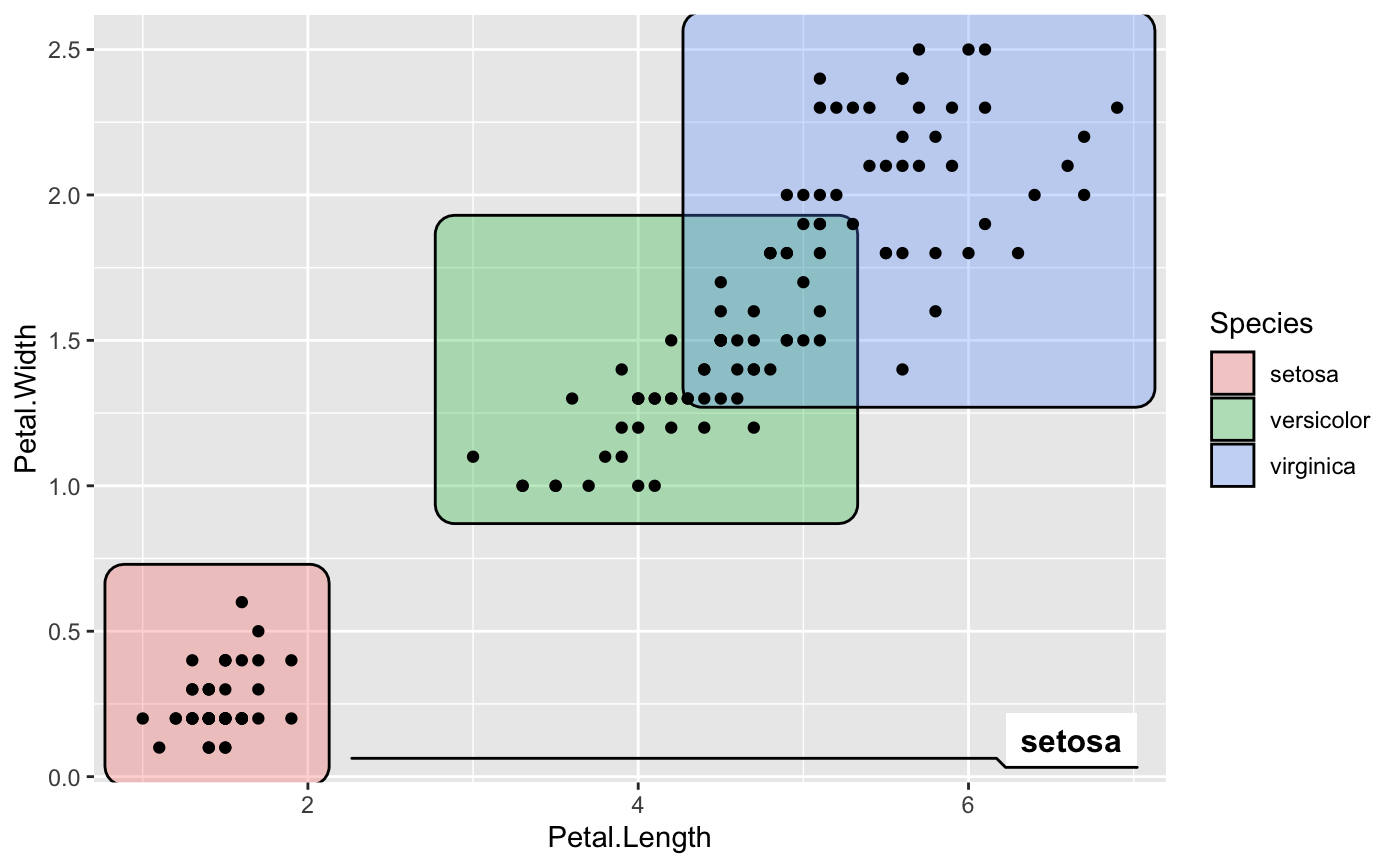 2.5
2.0
1.5
1.0
0.5
0.0
Petal.Width
setosa
2 4 6
Petal.Length
Species
setosa
versicolor
virginica